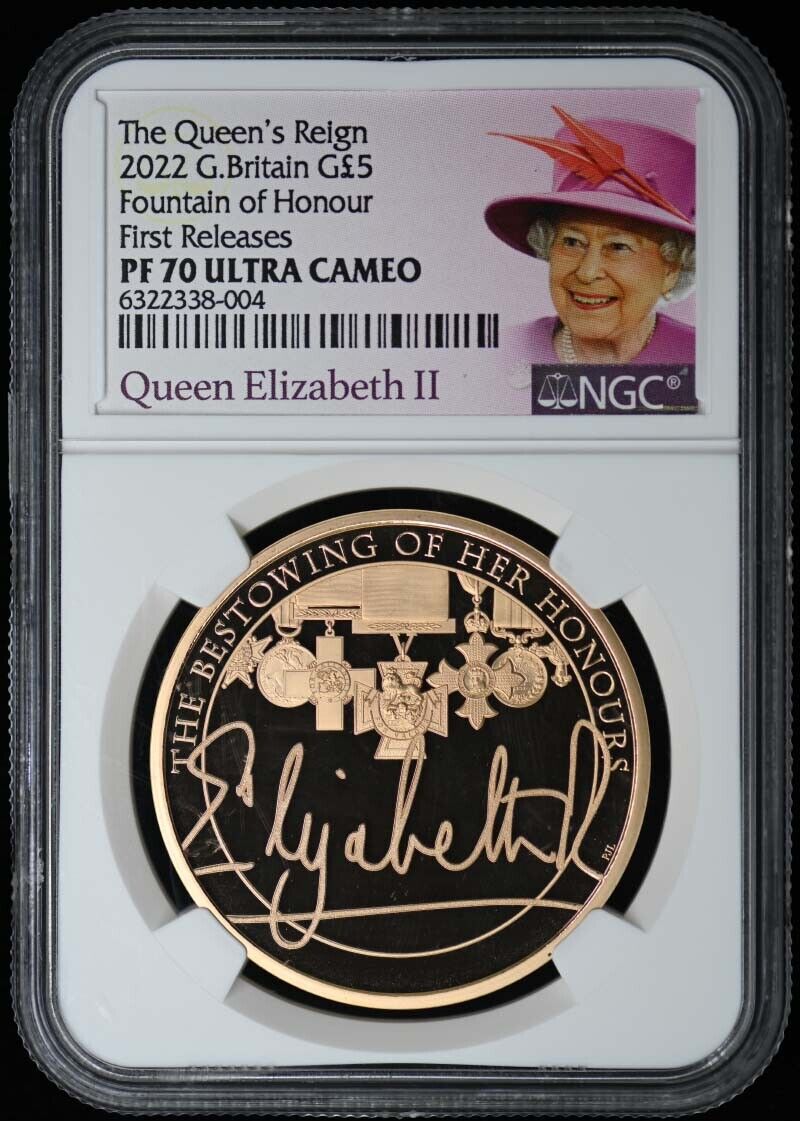 The Queen's Reign
2022 G.Britain G£5
Fountain of Honour
First Releases
PF 70 ULTRA CAMEO
6322338-004
Queen Elizabeth II
NGC®
THE BESTOWING OF HER HONOURS
Elizabeth R
PJL